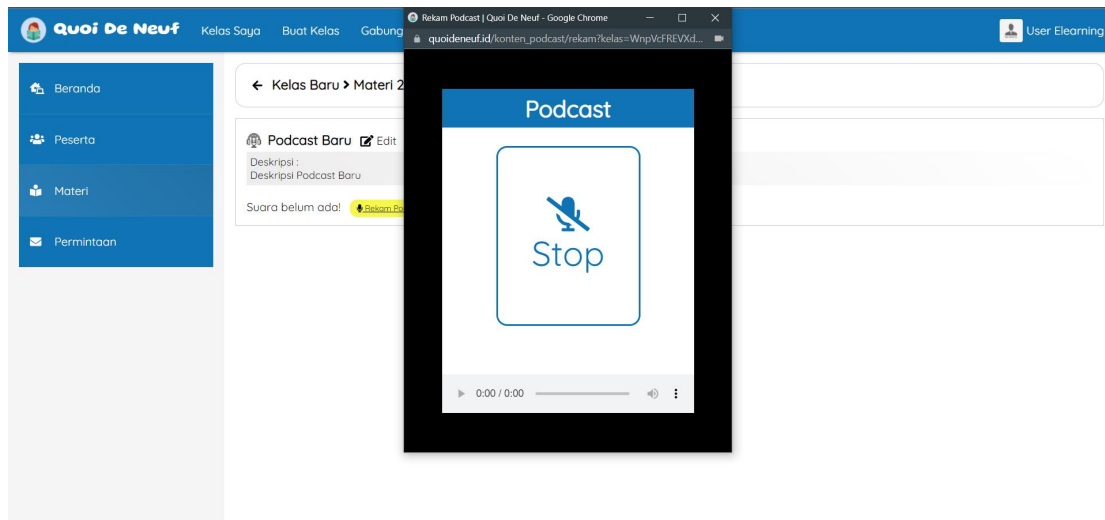 Quoi De Neuf
Kelas Saya
Buat Kelas
Gabung
User Elearning
Beranda
Peserta
Materi
Permintaan
Kelas Baru > Materi 2
Podcast Baru Edit
Deskripsi :
Deskripsi Podcast Baru
Suara belum ada! Rekam Po
Rekam Podcast | Quoi De Neuf - Google Chrome
quoideneuf.id/konten_podcast/rekam?kelas=WnpVcFREVXd...
Podcast
Stop
0:00 / 0:00